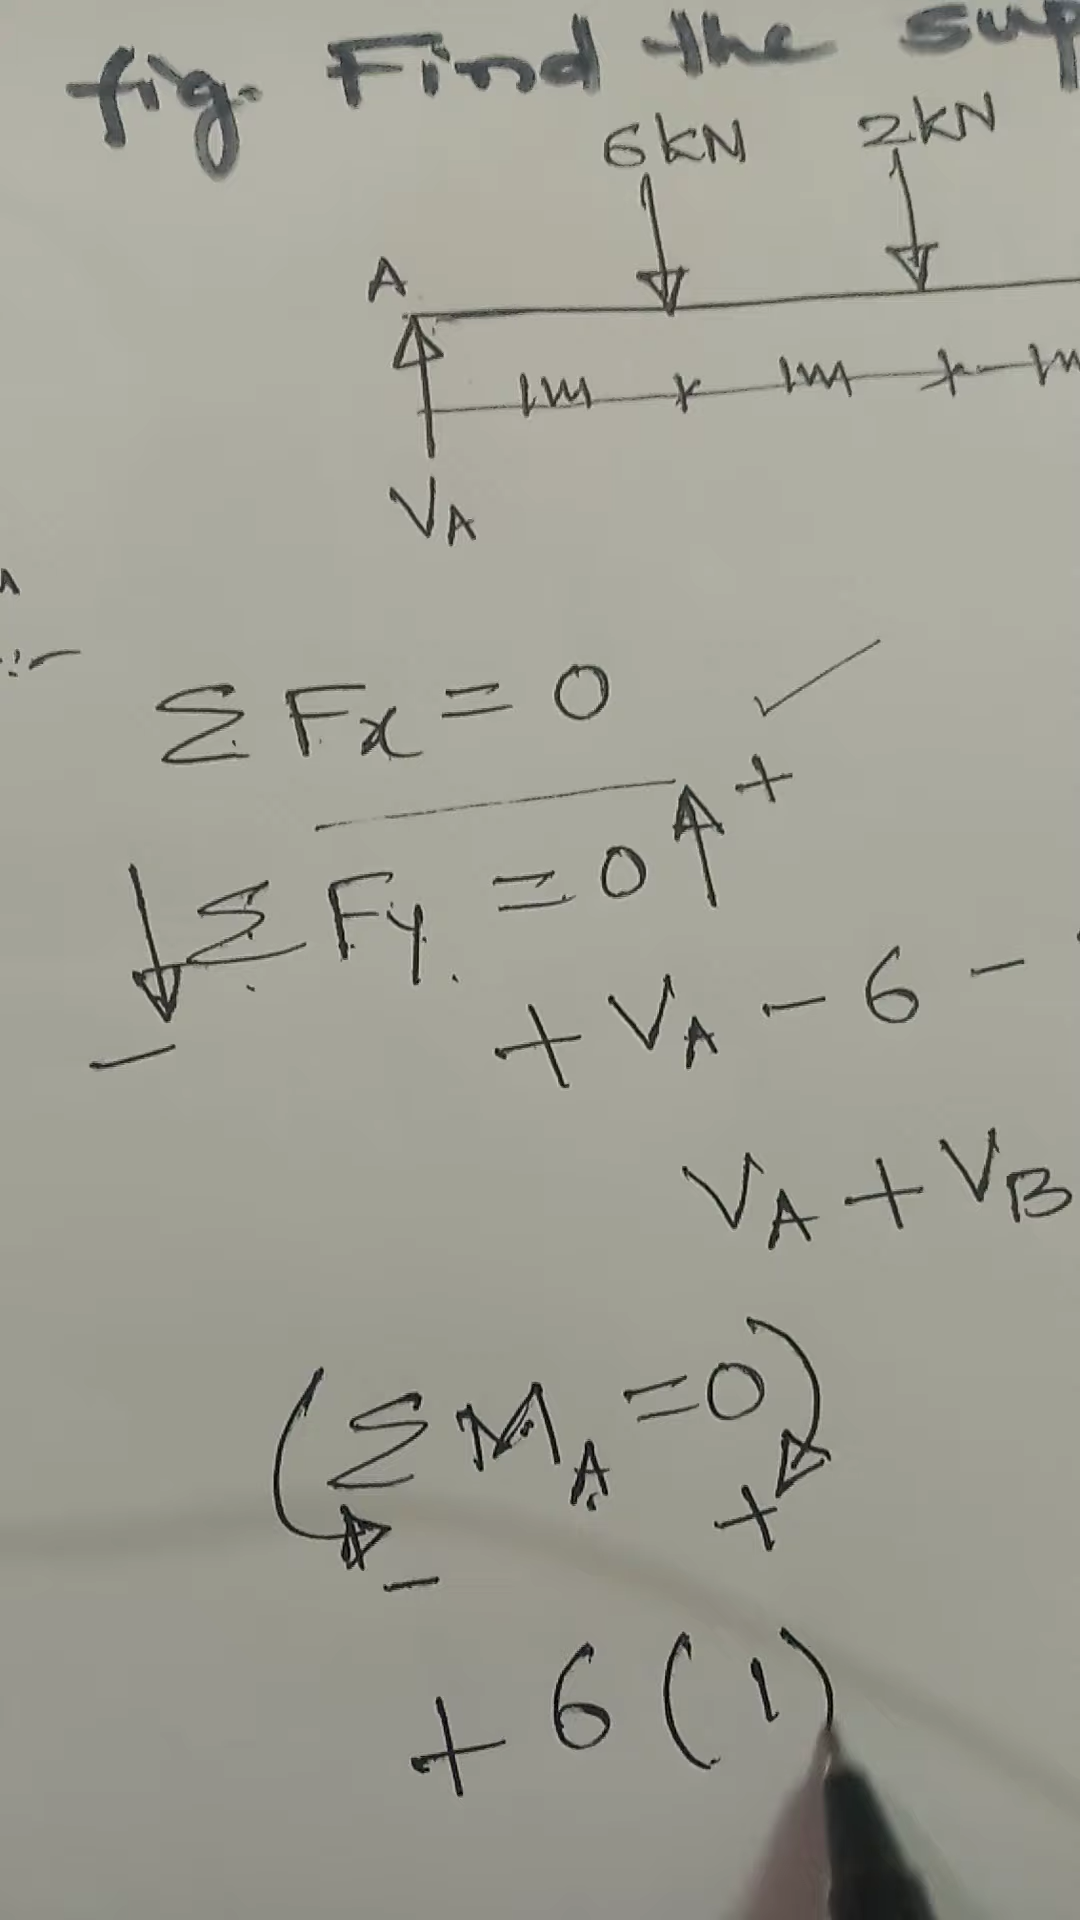 fig. Find the
6kN 2kN
A
1m 1m
VA
ΣFx = 0
+
ΣFy = 0
-
+ VA - 6 -
VA + VB
ΣMA = 0
- +
+ 6 (1)